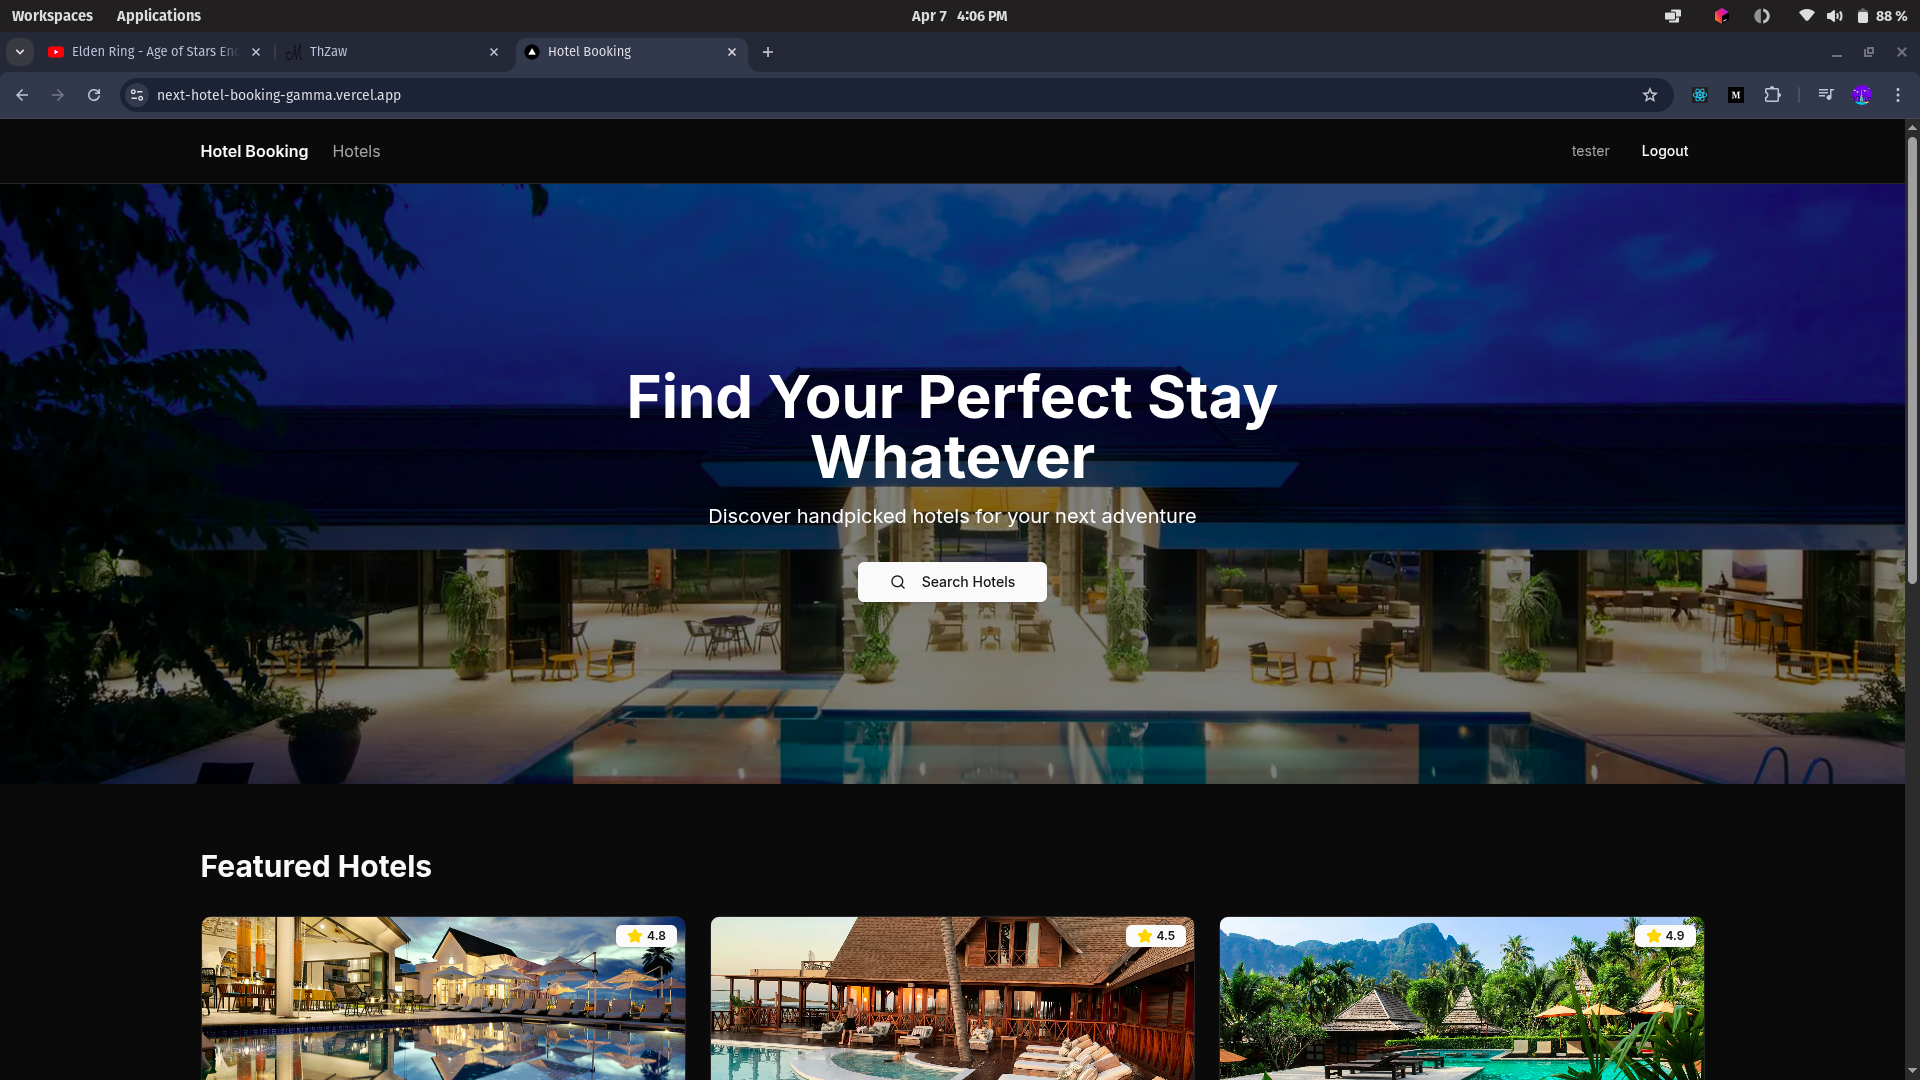 Workspaces Applications Apr 7 4:06 PM 88 %
Elden Ring - Age of Stars En ThZaw Hotel Booking
next-hotel-booking-gamma.vercel.app
Hotel Booking Hotels tester Logout
Find Your Perfect Stay
Whatever
Discover handpicked hotels for your next adventure
Search Hotels
Featured Hotels
4.8 4.5 4.9